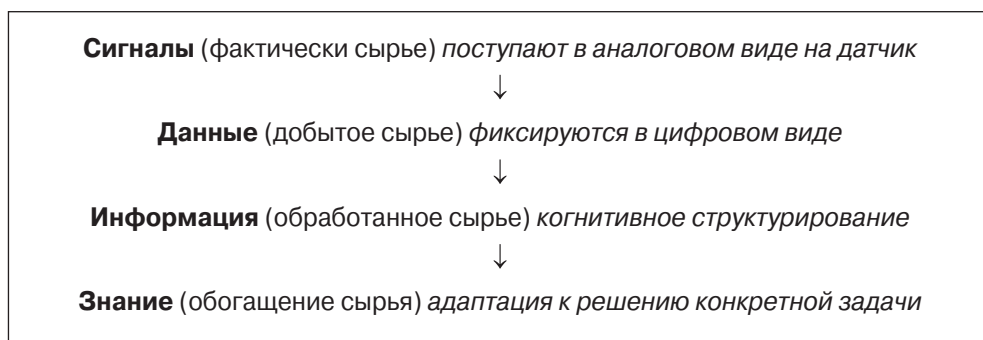 Сигналы (фактически сырье) поступают в аналоговом виде на датчик
↓
Данные (добытое сырье) фиксируются в цифровом виде
↓
Информация (обработанное сырье) когнитивное структурирование
↓
Знание (обогащение сырья) адаптация к решению конкретной задачи